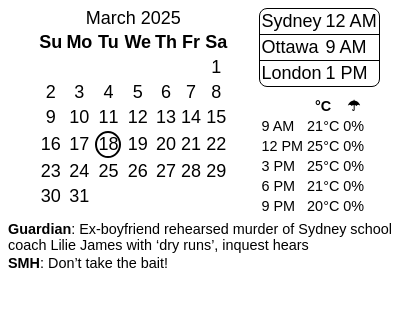 March 2025
Su Mo Tu We Th Fr Sa
1
2 3 4 5 6 7 8
9 10 11 12 13 14 15
16 17 18 19 20 21 22
23 24 25 26 27 28 29
30 31
Sydney 12 AM
Ottawa 9 AM
London 1 PM
°C ☂
9 AM 21°C 0%
12 PM 25°C 0%
3 PM 25°C 0%
6 PM 21°C 0%
9 PM 20°C 0%
Guardian: Ex-boyfriend rehearsed murder of Sydney school
coach Lilie James with ‘dry runs’, inquest hears
SMH: Don’t take the bait!